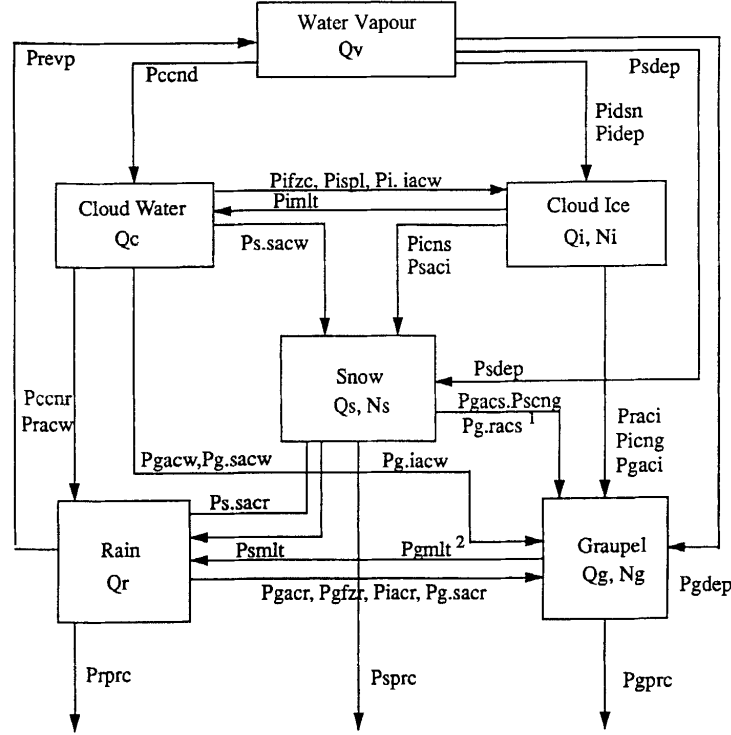 Water Vapour
Qv
Prevp
Pccnd
Psdep
Pidsn
Pidep
Pifzc, Pispl, Pi. iacw
Pimlt
Cloud Water
Qc
Cloud Ice
Qi, Ni
Ps.sacw
Picns
Psaci
Snow
Qs, Ns
Psdep
Pgacs.Pscng
Pg.racs 1
Pccnr
Pracw
Praci
Picng
Pgaci
Pgacw,Pg.sacw
Pg.iacw
Ps.sacr
Rain
Qr
Psmlt
Pgmlt 2
Graupel
Qg, Ng
Pgdep
Pgacr, Pgfzr, Piacr, Pg.sacr
Prprc
Psprc
Pgprc